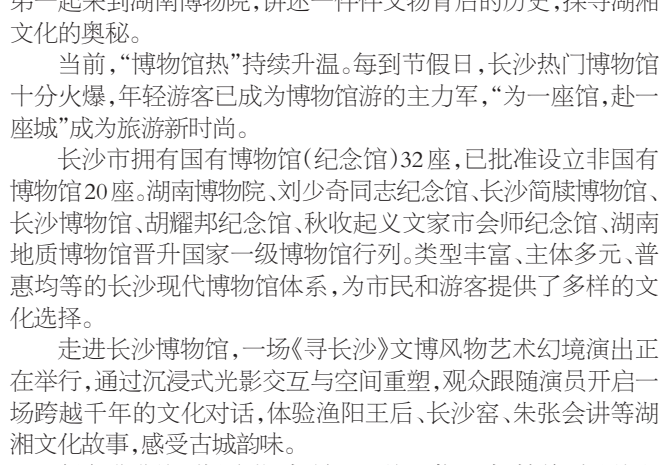 第一起来到湖南博物院,讲述一件件文物背后的历史,探寻湖湘
文化的奥秘。
当前,“博物馆热”持续升温。每到节假日,长沙热门博物馆
十分火爆,年轻游客已成为博物馆游的主力军,“为一座馆,赴一
座城”成为旅游新时尚。
长沙市拥有国有博物馆(纪念馆)32座,已批准设立非国有
博物馆20座。湖南博物院、刘少奇同志纪念馆、长沙简牍博物馆、
长沙博物馆、胡耀邦纪念馆、秋收起义文家市会师纪念馆、湖南
地质博物馆晋升国家一级博物馆行列。类型丰富、主体多元、普
惠均等的长沙现代博物馆体系,为市民和游客提供了多样的文
化选择。
走进长沙博物馆,一场《寻长沙》文博风物艺术幻境演出正
在举行,通过沉浸式光影交互与空间重塑,观众跟随演员开启一
场跨越千年的文化对话,体验渔阳王后、长沙窑、朱张会讲等湖
湘文化故事,感受古城韵味。